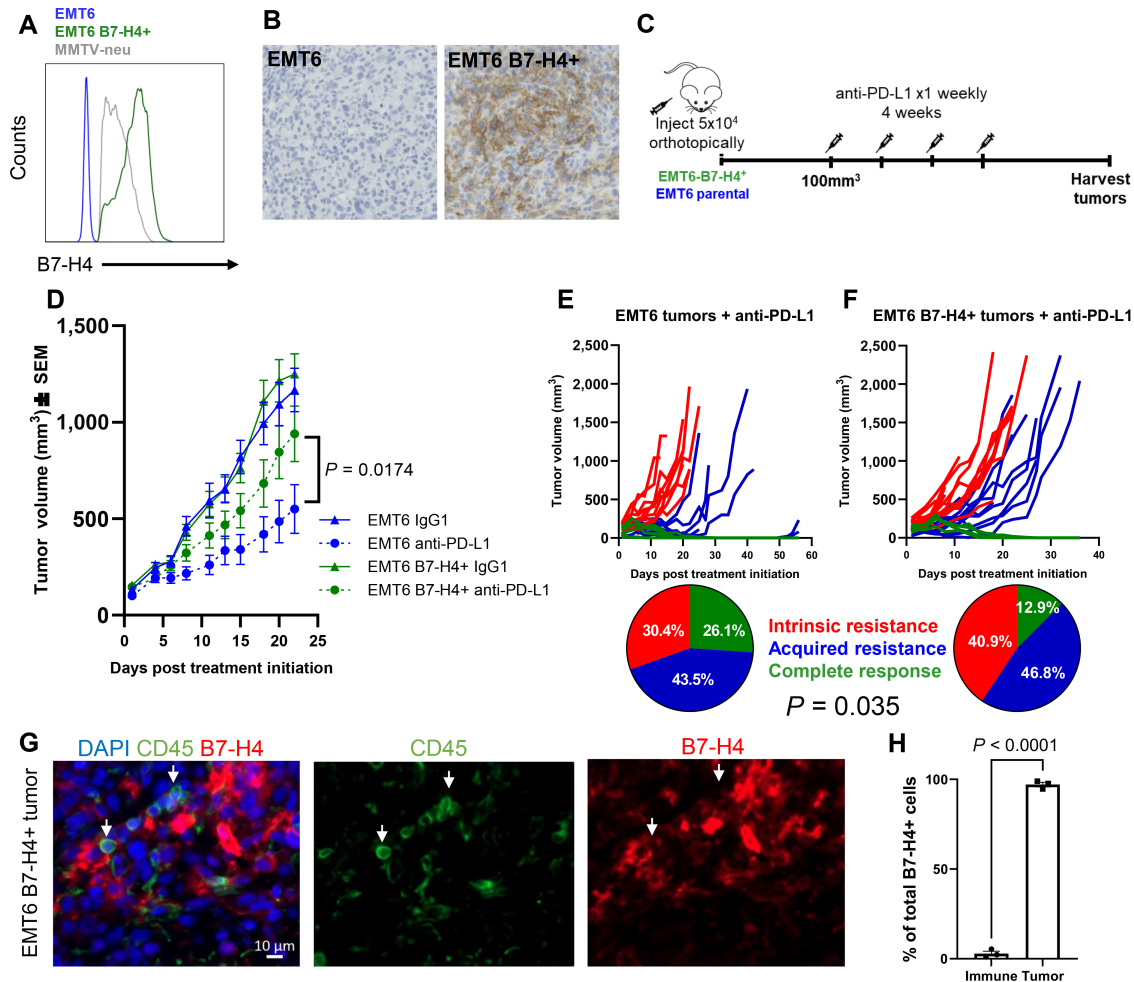 A
EMT6
EMT6 B7-H4+
MMTV-neu
Counts
B7-H4
B
EMT6
EMT6 B7-H4+
C
Inject 5x10⁴
orthotopically
EMT6-B7-H4⁺
EMT6 parental
anti-PD-L1 x1 weekly
4 weeks
100mm³
Harvest
tumors
D
Tumor volume (mm³) ± SEM
1,500
1,000
500
0
0
5
10
15
20
25
Days post treatment initiation
P = 0.0174
EMT6 IgG1
EMT6 anti-PD-L1
EMT6 B7-H4+ IgG1
EMT6 B7-H4+ anti-PD-L1
E
EMT6 tumors + anti-PD-L1
Tumor volume (mm³)
2,500
2,000
1,500
1,000
500
0
0
10
20
30
40
50
60
Days post treatment initiation
30.4%
26.1%
43.5%
F
EMT6 B7-H4+ tumors + anti-PD-L1
Tumor volume (mm³)
2,500
2,000
1,500
1,000
500
0
0
10
20
30
40
Days post treatment initiation
12.9%
40.9%
46.8%
Intrinsic resistance
Acquired resistance
Complete response
P = 0.035
G
EMT6 B7-H4+ tumor
DAPI CD45 B7-H4
10 µm
CD45
B7-H4
H
P < 0.0001
% of total B7-H4+ cells
100
50
0
Immune Tumor